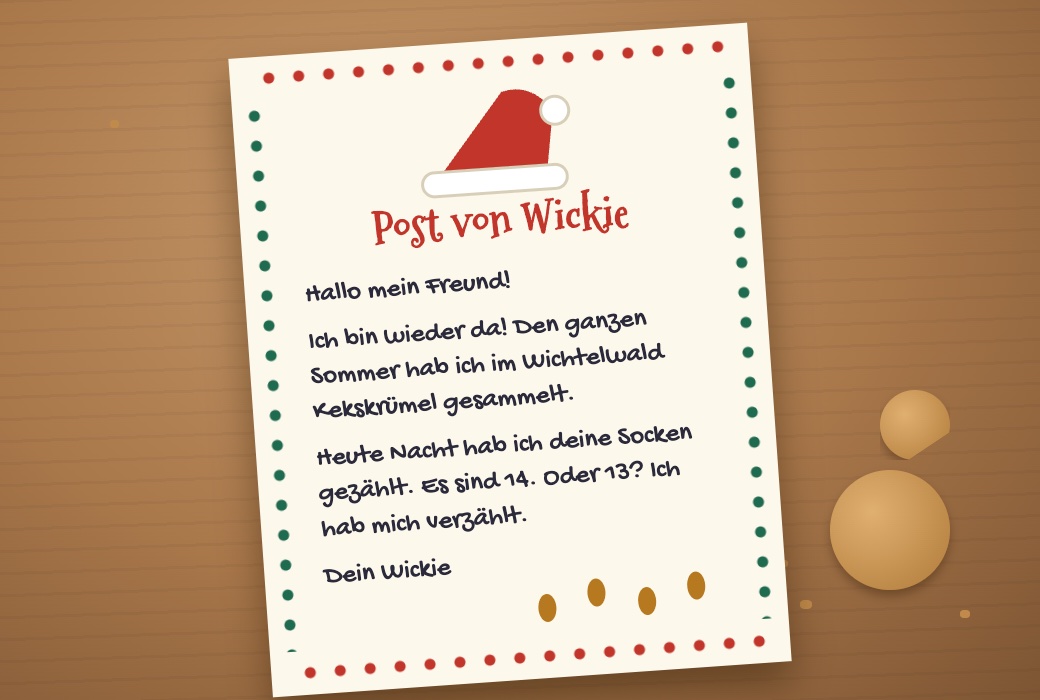 Post von Wickie
Hallo mein Freund!
Ich bin wieder da! Den ganzen
Sommer hab ich im Wichtelwald
Kekskrümel gesammelt.
Heute Nacht hab ich deine Socken
gezählt. Es sind 14. Oder 13? Ich
hab mich verzählt.
Dein Wickie